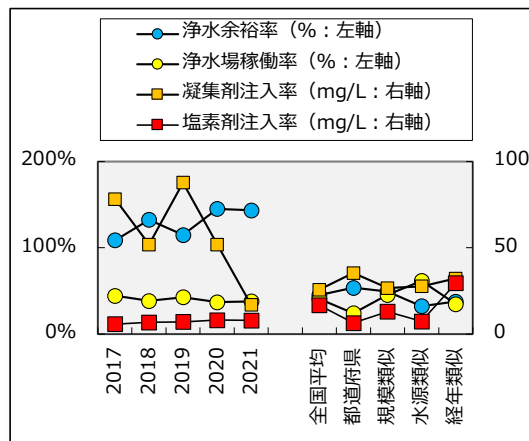 浄水余裕率（%：左軸）
浄水場稼働率（%：左軸）
凝集剤注入率（mg/L：右軸）
塩素剤注入率（mg/L：右軸）
200%
100%
0%
100
50
0
2017
2018
2019
2020
2021
全国平均
都道府県
規模類似
水源類似
経年類似